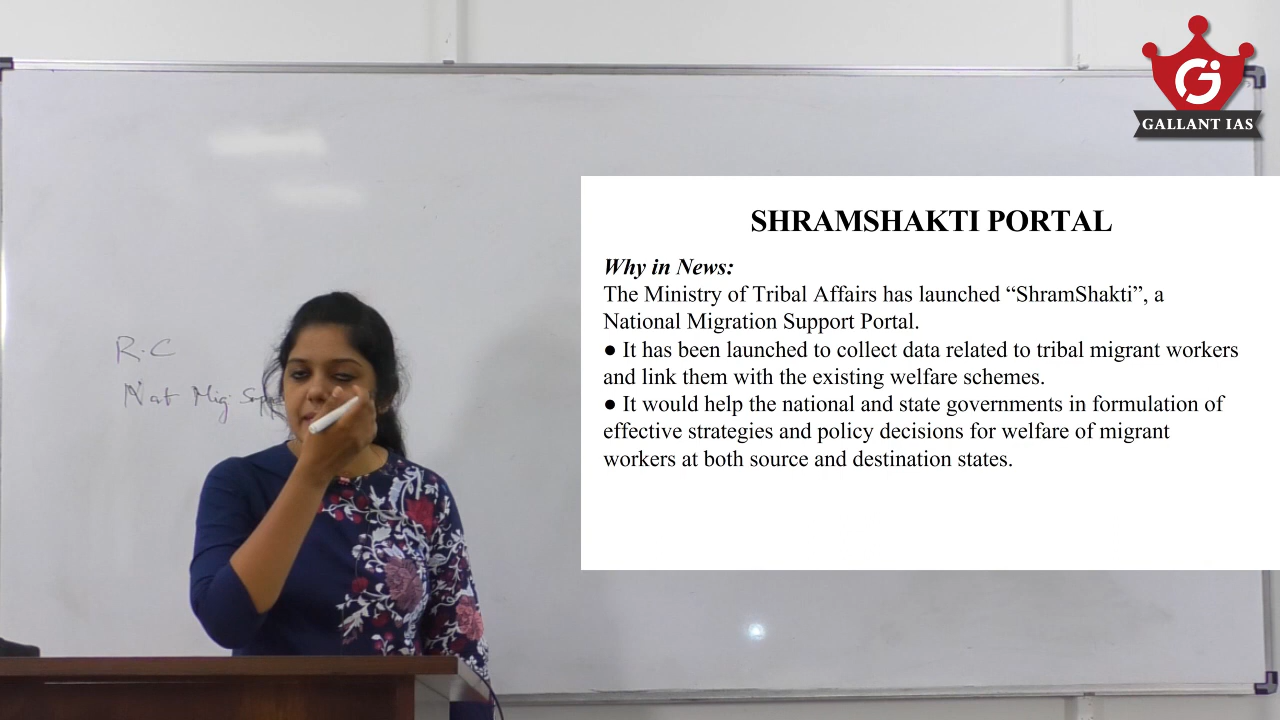 GALLANT IAS
SHRAMSHAKTI PORTAL
Why in News:
The Ministry of Tribal Affairs has launched “ShramShakti”, a
National Migration Support Portal.
● It has been launched to collect data related to tribal migrant workers
and link them with the existing welfare schemes.
● It would help the national and state governments in formulation of
effective strategies and policy decisions for welfare of migrant
workers at both source and destination states.
R.C
Nat Mig